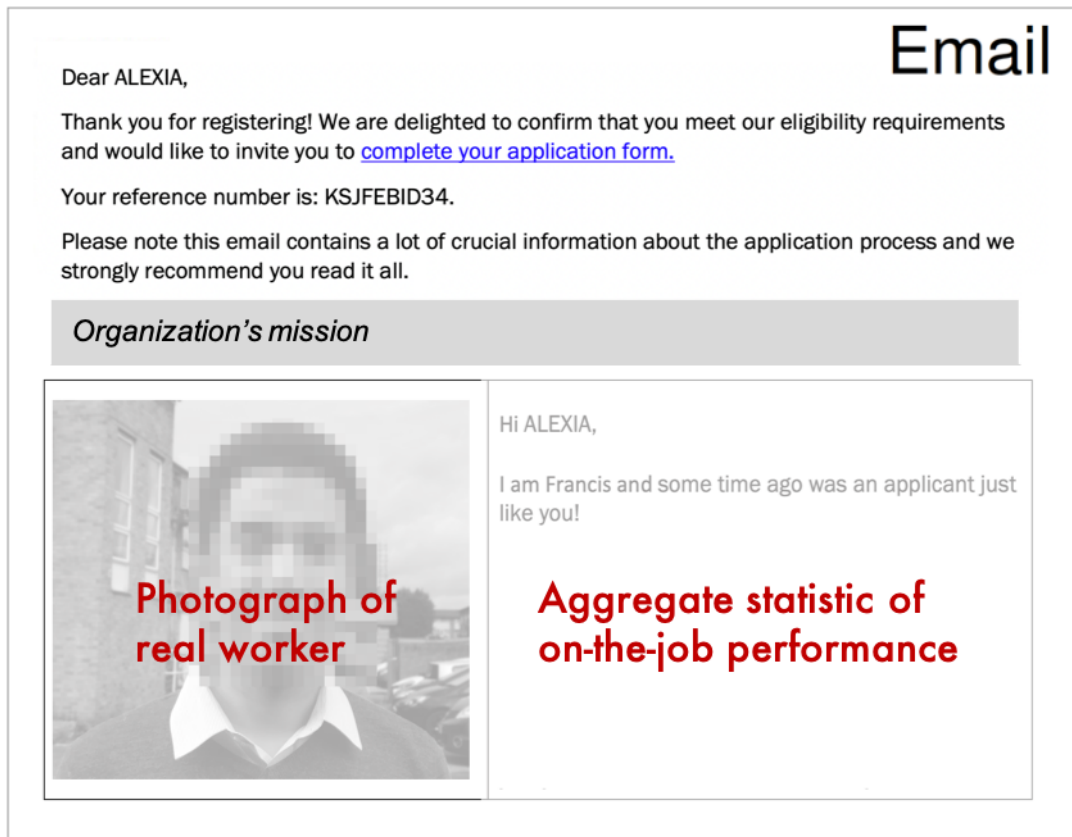 Email
Dear ALEXIA,
Thank you for registering! We are delighted to confirm that you meet our eligibility requirements
and would like to invite you to complete your application form.
Your reference number is: KSJFEBID34.
Please note this email contains a lot of crucial information about the application process and we
strongly recommend you read it all.
Organization's mission
Photograph of
real worker
Hi ALEXIA,
I am Francis and some time ago was an applicant just
like you!
Aggregate statistic of
on-the-job performance